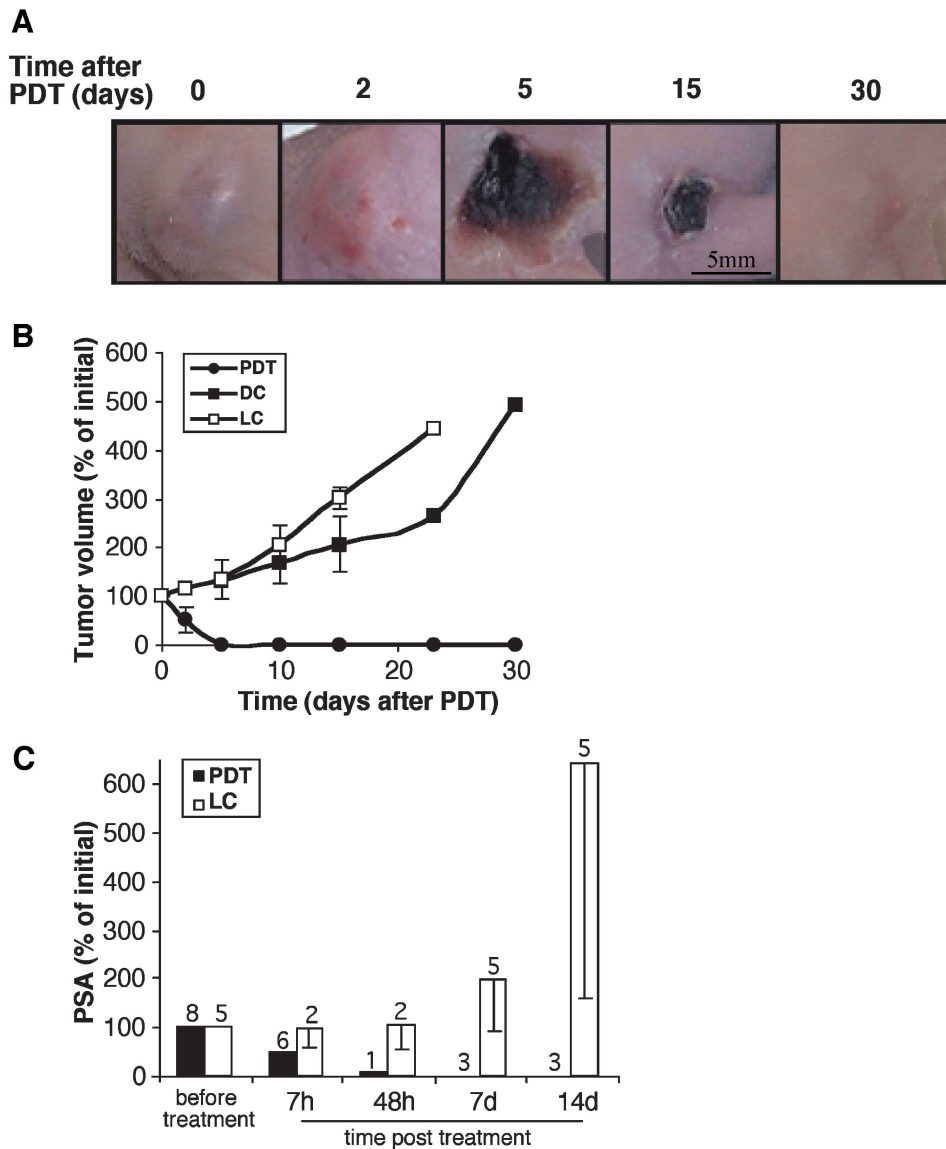 A
Time after
PDT (days) 0 2 5 15 30
5mm
B
600
500
400
300
200
100
0
Tumor volume (% of initial)
PDT
DC
LC
0 10 20 30
Time (days after PDT)
C
600
500
400
300
200
100
0
PSA (% of initial)
PDT
LC
8 5
6 2
1 2
3 5
3 5
before
treatment
7h 48h 7d 14d
time post treatment